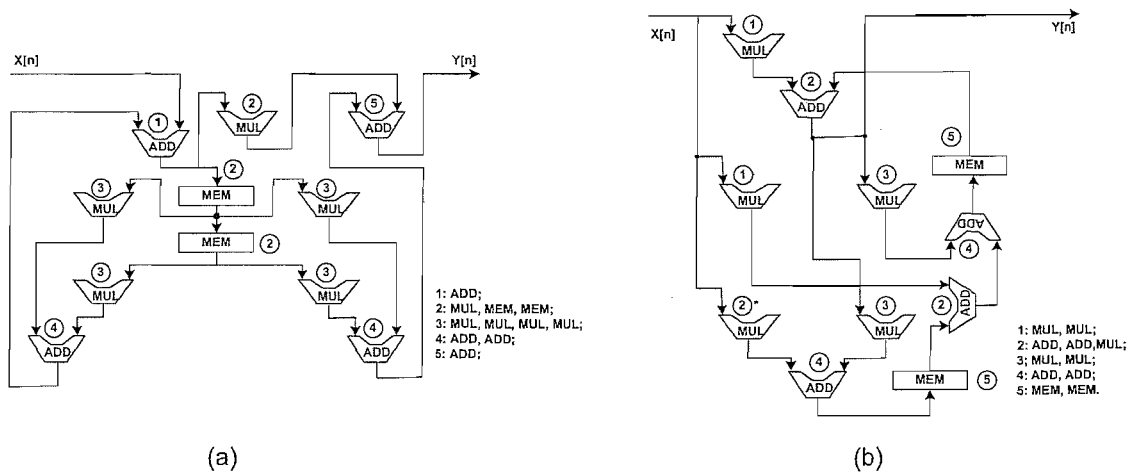 X[n]
Y[n]
1
ADD
2
MUL
5
ADD
2
MEM
3
MUL
3
MUL
MEM
2
3
MUL
3
MUL
4
ADD
4
ADD
1: ADD;
2: MUL, MEM, MEM;
3: MUL, MUL, MUL, MUL;
4: ADD, ADD;
5: ADD;
(a)
X[n]
Y[n]
1
MUL
2
ADD
5
MEM
1
MUL
3
MUL
ADD
4
2
ADD
2*
MUL
3
MUL
4
ADD
MEM
5
1: MUL, MUL;
2: ADD, ADD,MUL;
3; MUL, MUL;
4: ADD, ADD;
5: MEM, MEM.
(b)